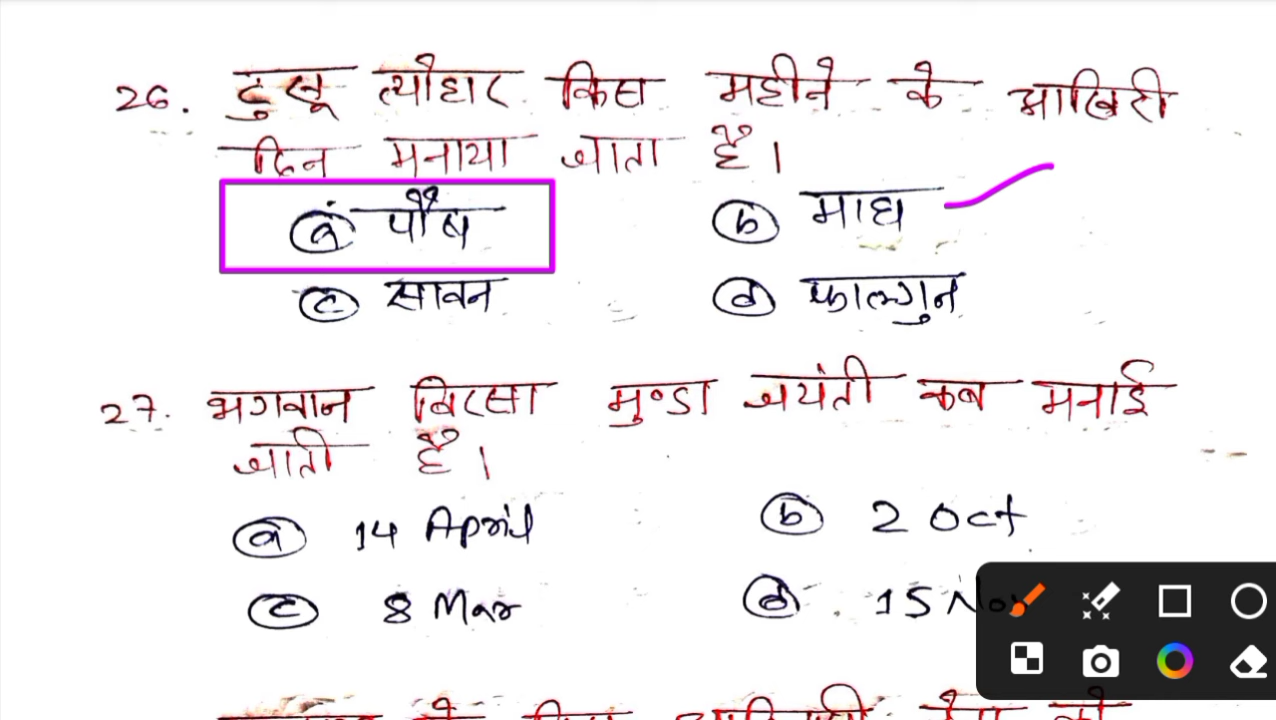 26. टुसू त्यौहार किस महीने के आखिरी
दिन मनाया जाता है।
(a) पौष (b) माघ
(c) सावन (d) फाल्गुन
27. भगवान बिरसा मुण्डा जयंती कब मनाई
जाती है।
(a) 14 April (b) 2 Oct
(c) 8 Mar (d) 15 Nov